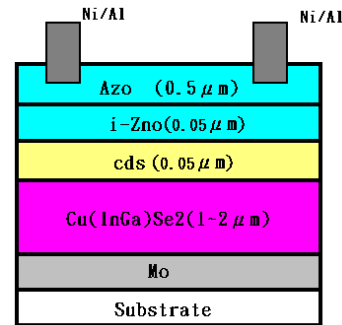 Ni/Al
Ni/Al
Azo (0.5μm)
i-Zno(0.05μm)
cds(0.05μm)
Cu(InGa)Se2(1~2μm)
Mo
Substrate